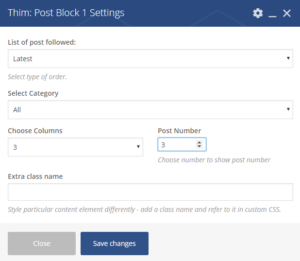 Thim: Post Block 1 Settings
List of post followed:
Latest
Select type of order.
Select Category
All
Choose Columns Post Number
3 3
Choose number to show post number
Extra class name
Style particular content element differently - add a class name and refer to it in custom CSS.
Close Save changes